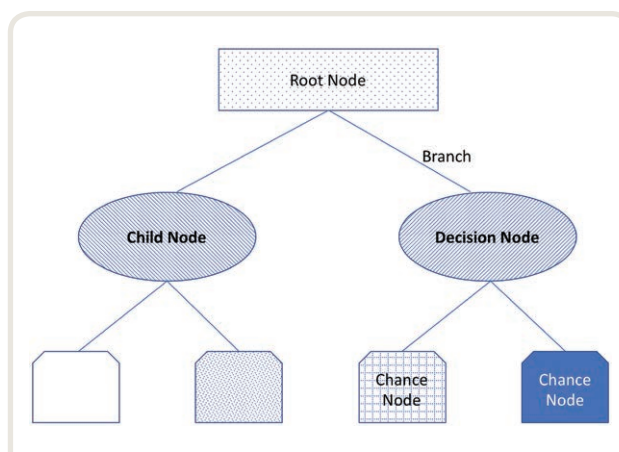 Root Node
Branch
Child Node
Decision Node
Chance
Node
Chance
Node